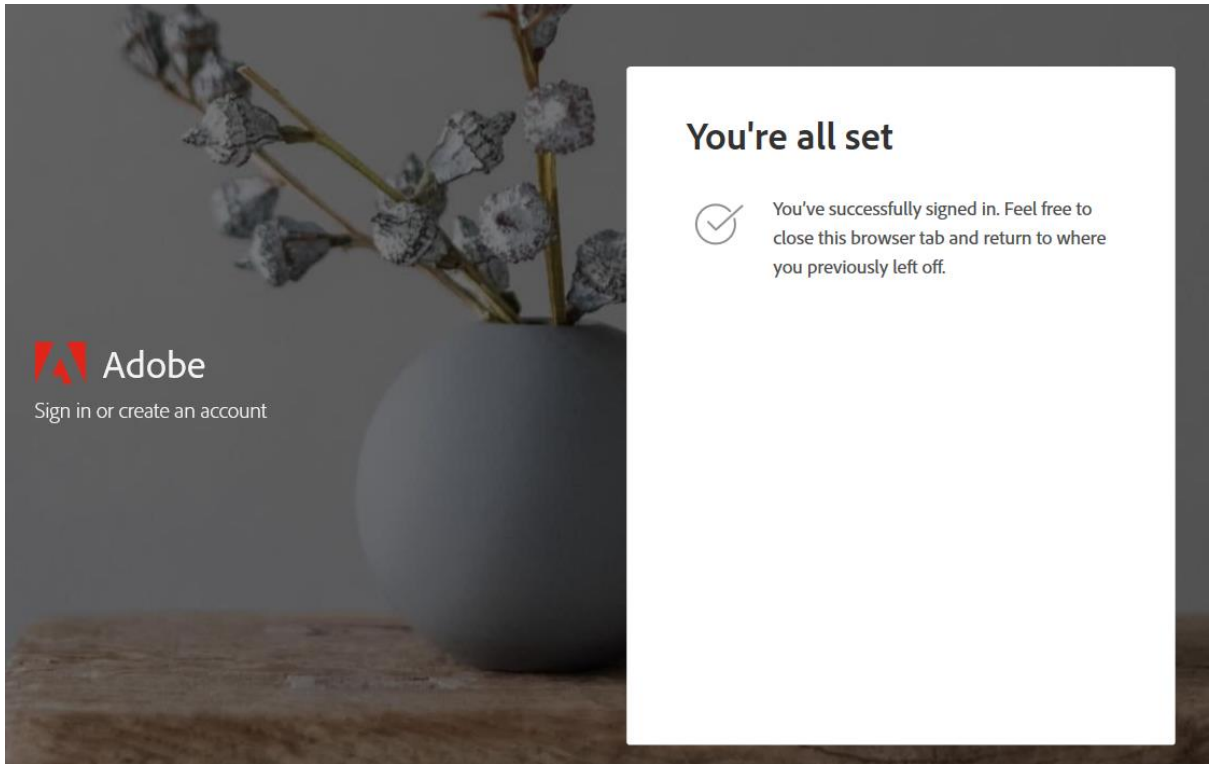 You're all set
You've successfully signed in. Feel free to
close this browser tab and return to where
you previously left off.
Adobe
Sign in or create an account